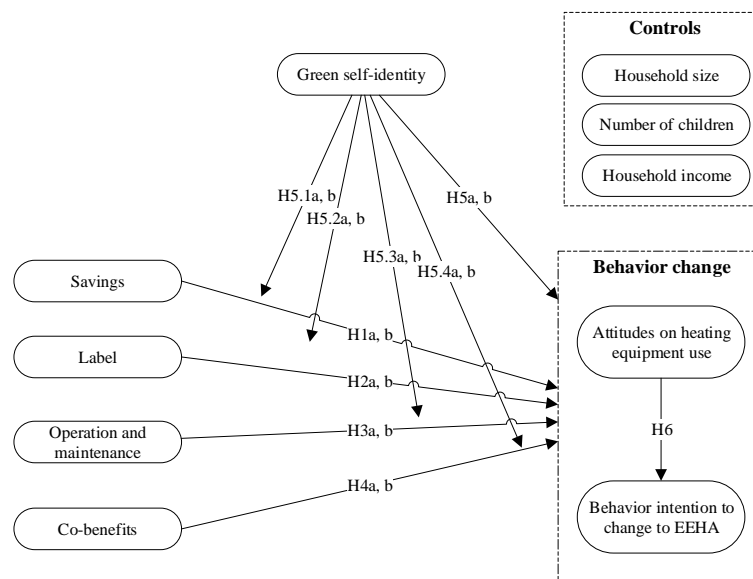 Controls
Green self-identity
Household size
Number of children
Household income
H5.1a, b
H5.2a, b
H5a, b
H5.3a, b
H5.4a, b
Behavior change
Savings
H1a, b
Attitudes on heating
equipment use
Label
H2a, b
Operation and
maintenance
H3a, b
H6
H4a, b
Co-benefits
Behavior intention to
change to EEHA